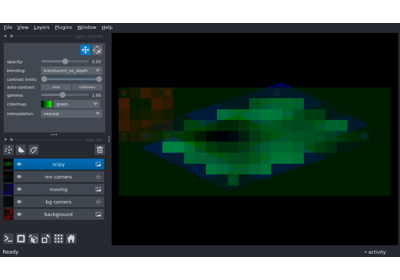 File View Layers Plugins Window Help
opacity: 0.50
blending: translucent_no_depth
contrast limits:
auto-contrast: once continuous
gamma: 1.00
colormap: green
interpolation: nearest
scipy
mv corners
moving
bg corners
background
Ready activity